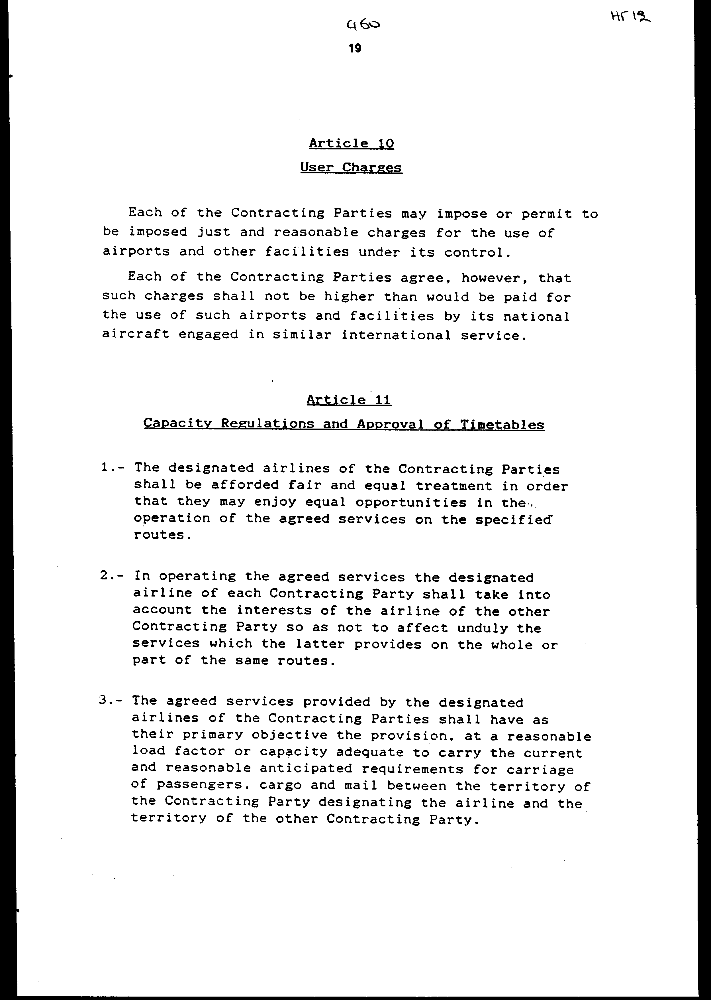 460
19
Article 10
User Charges
Each of the Contracting Parties may impose or permit to
be imposed just and reasonable charges for the use of
airports and other facilities under its control.
Each of the Contracting Parties agree, however, that
such charges shall not be higher than would be paid for
the use of such airports and facilities by its national
aircraft engaged in similar international service.
Article 11
Capacity Regulations and Approval of Timetables
1.- The designated airlines of the Contracting Parties
shall be afforded fair and equal treatment in order
that they may enjoy equal opportunities in the
operation of the agreed services on the specified
routes.
2.- In operating the agreed services the designated
airline of each Contracting Party shall take into
account the interests of the airline of the other
Contracting Party so as not to affect unduly the
services which the latter provides on the whole or
part of the same routes.
3.- The agreed services provided by the designated
airlines of the Contracting Parties shall have as
their primary objective the provision, at a reasonable
load factor or capacity adequate to carry the current
and reasonable anticipated requirements for carriage
of passengers, cargo and mail between the territory of
the Contracting Party designating the airline and the
territory of the other Contracting Party.